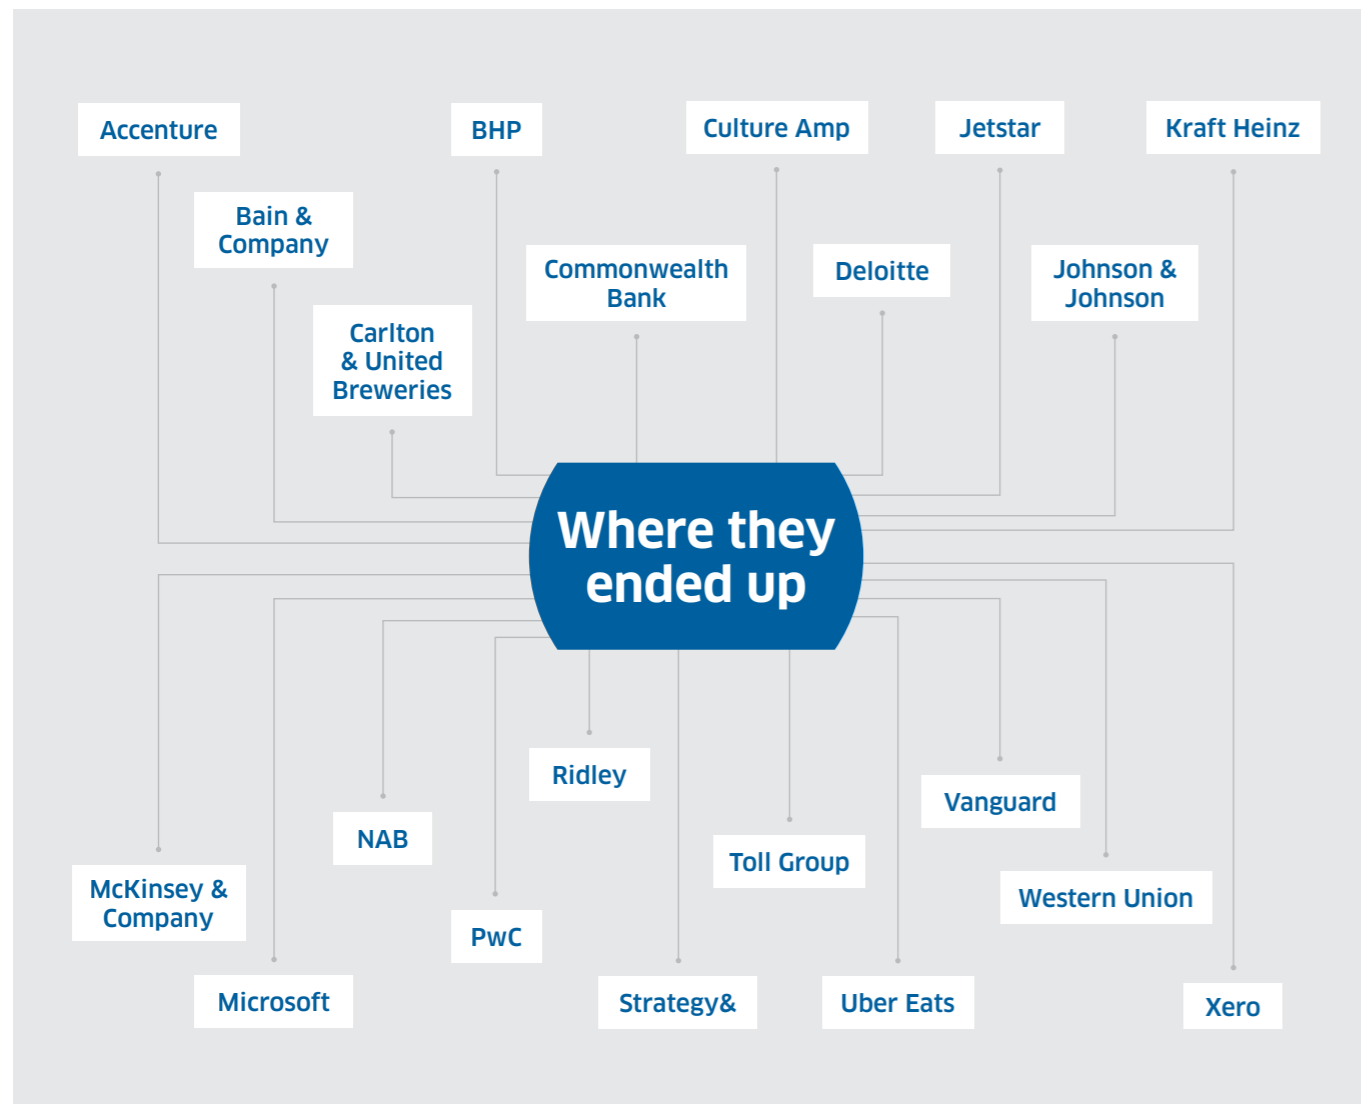 Accenture
BHP
Culture Amp
Jetstar
Kraft Heinz
Bain &
Company
Commonwealth
Bank
Deloitte
Johnson &
Johnson
Carlton
& United
Breweries
Where they
ended up
Ridley
Vanguard
NAB
Toll Group
McKinsey &
Company
Western Union
PwC
Microsoft
Strategy&
Uber Eats
Xero